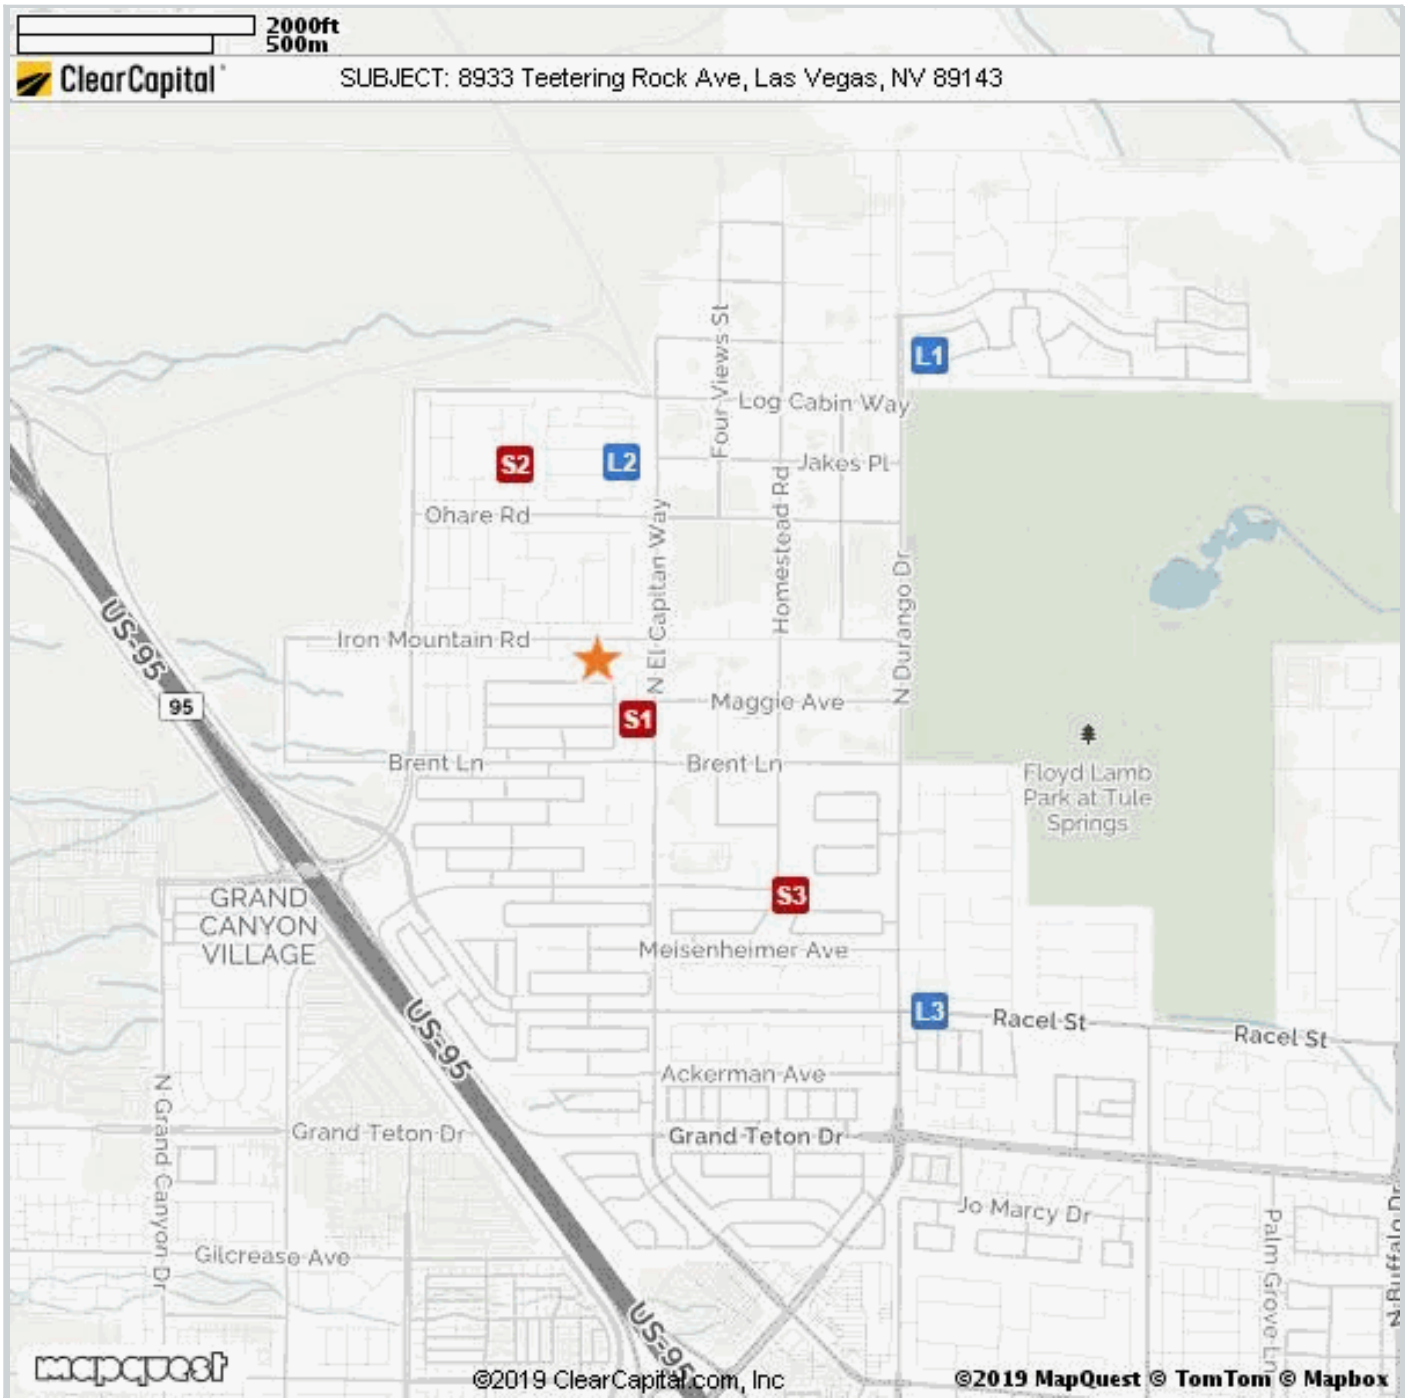 2000ft
500m
ClearCapital
SUBJECT: 8933 Teetering Rock Ave, Las Vegas, NV 89143
Four Views St
L1
Log Cabin Way
S2
L2
Jakes Pl
Homestead Rd
Ohare Rd
N El Capitan Way
N Durango Dr
US-95
Iron Mountain Rd
95
S1
Maggie Ave
Brent Ln
Brent Ln
Floyd Lamb
Park at Tule
Springs
GRAND
CANYON
VILLAGE
S3
Meisenheimer Ave
US-95
L3
Racel St
Racel St
Ackerman Ave
N Grand Canyon Dr
Grand Teton Dr
Grand Teton Dr
Jo Marcy Dr
Palm Grove Ln
N Buffalo Dr
Gilcrease Ave
US-95
mapquest
©2019 ClearCapital.com, Inc
©2019 MapQuest © TomTom © Mapbox